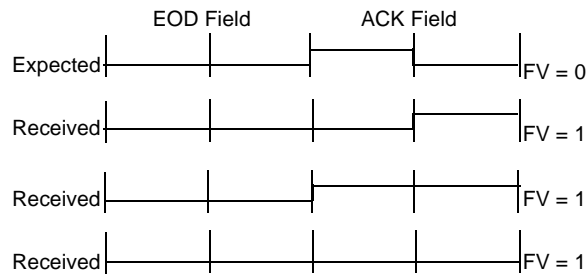 EOD Field ACK Field
Expected FV = 0
Received FV = 1
Received FV = 1
Received FV = 1